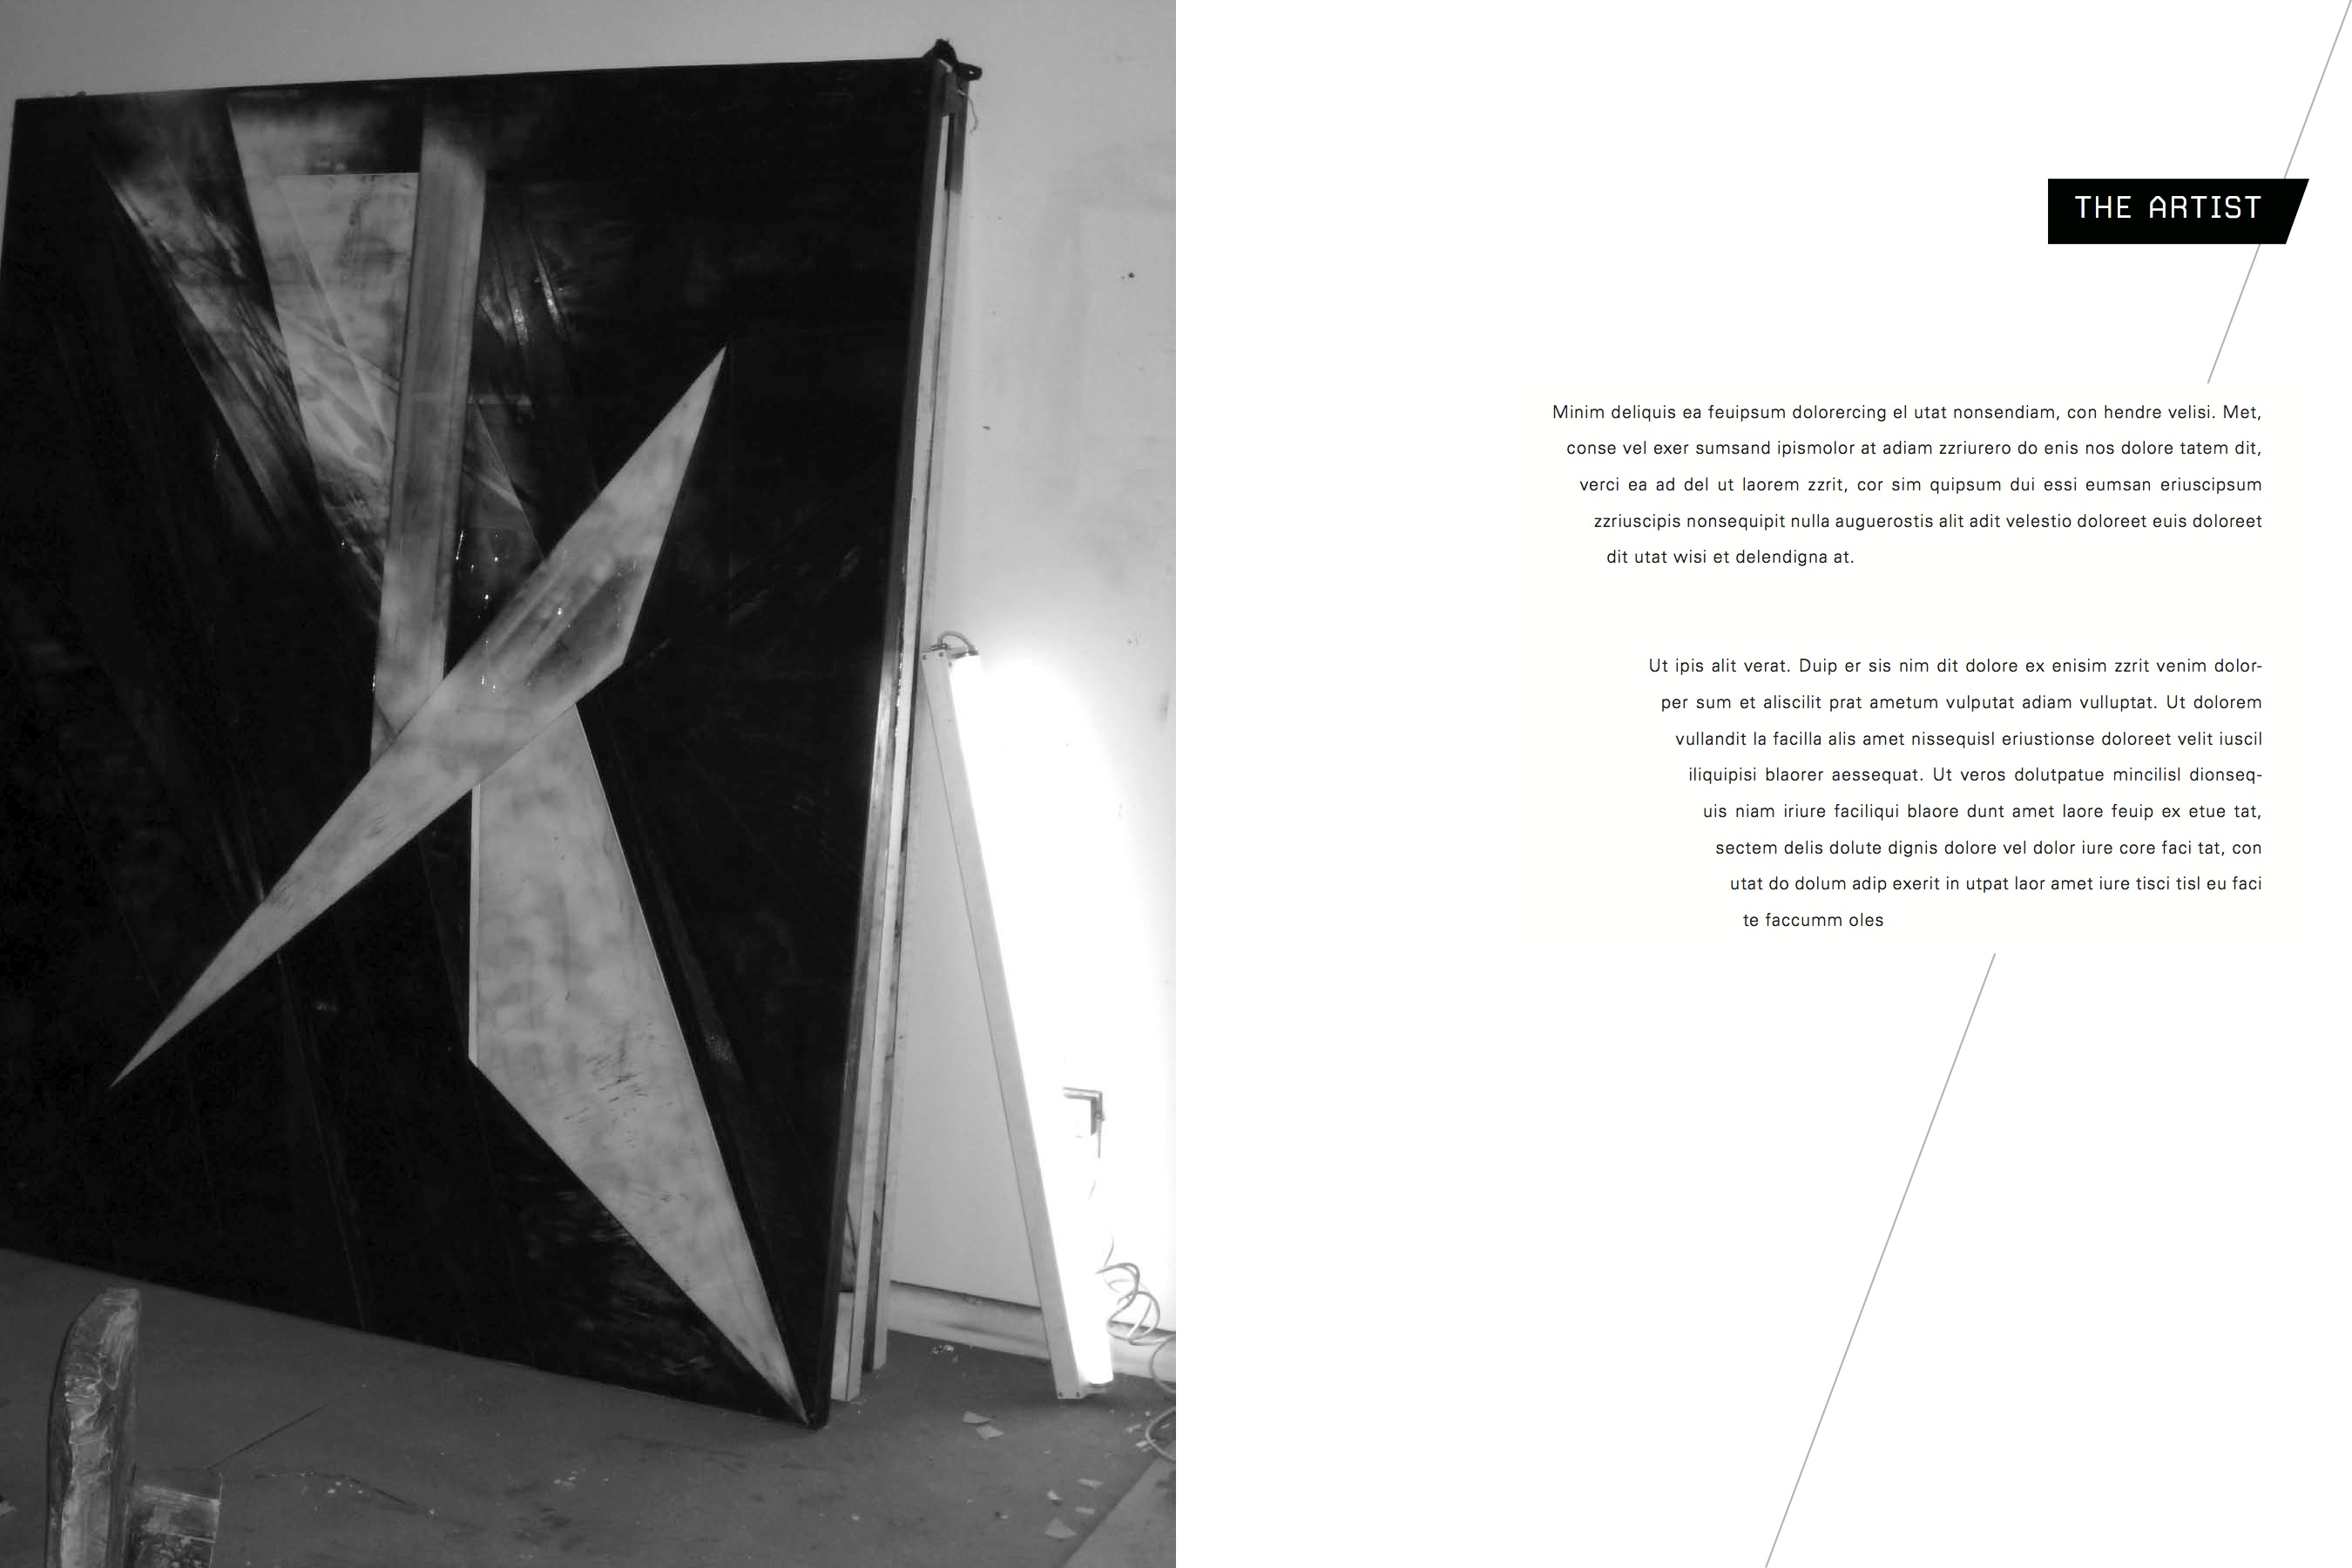 THE ARTIST
Minim deliquis ea feuipsum dolorercing el utat nonsendiam, con hendre velisi. Met,
conse vel exer sumsand ipismolor at adiam zzriurero do enis nos dolore tatem dit,
verci ea ad del ut laorem zzrit, cor sim quipsum dui essi eumsan eriuscipsum
zzriuscipis nonsequipit nulla auguerostis alit adit velestio doloreet euis doloreet
dit utat wisi et delendigna at.
Ut ipis alit verat. Duip er sis nim dit dolore ex enisim zzrit venim dolor-
per sum et aliscilit prat ametum vulputat adiam vulluptat. Ut dolorem
vullandit la facilla alis amet nissequisl eriustionse doloreet velit iuscil
iliquipisi blaorer aessequat. Ut veros dolutpatue mincilisl dionseq-
uis niam iriure faciliqui blaore dunt amet laore feuip ex etue tat,
sectem delis dolute dignis dolore vel dolor iure core faci tat, con
utat do dolum adip exerit in utpat laor amet iure tisci tisl eu faci
te faccumm oles